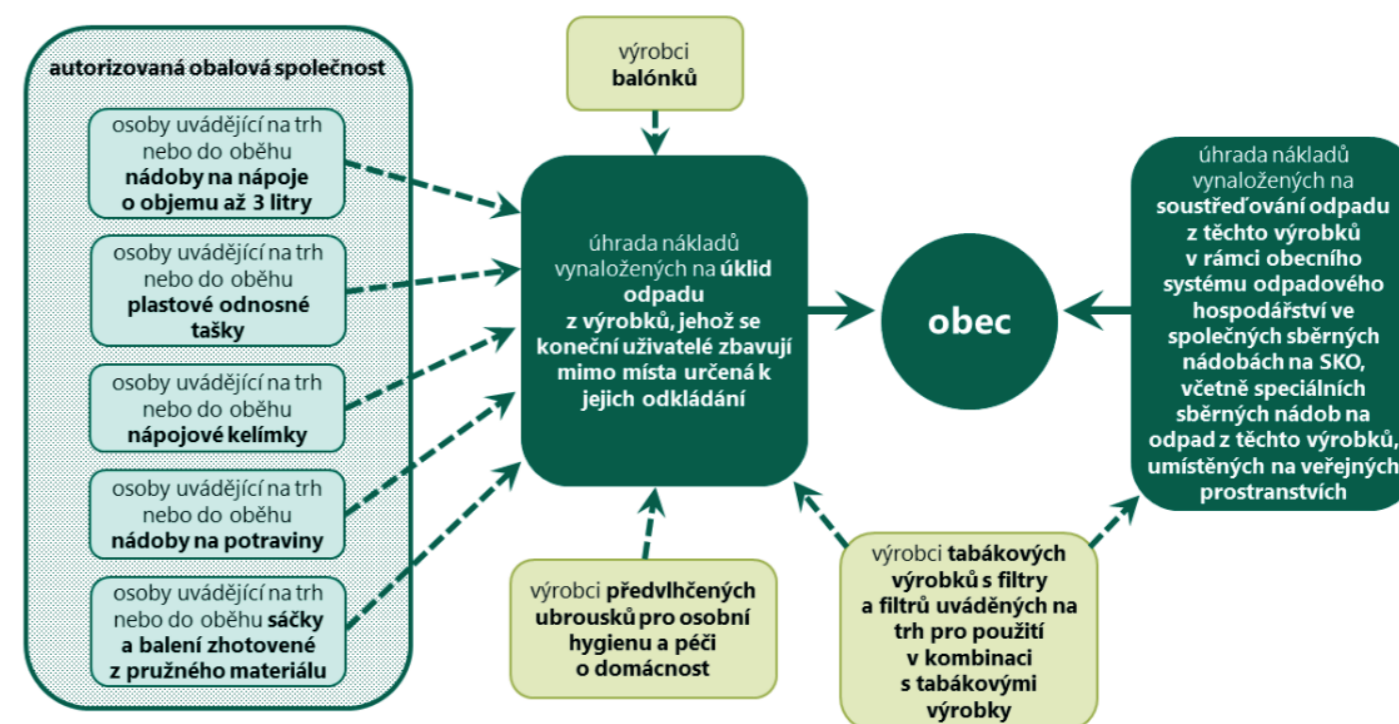 autorizovaná obalová společnost
osoby uvádějící na trh
nebo do oběhu
nádoby na nápoje
o objemu až 3 litry
osoby uvádějící na trh
nebo do oběhu
plastové odnosné
tašky
osoby uvádějící na trh
nebo do oběhu
nápojové kelímky
osoby uvádějící na trh
nebo do oběhu
nádoby na potraviny
osoby uvádějící na trh
nebo do oběhu sáčky
a balení zhotovené
z pružného materiálu
výrobci
balónků
úhrada nákladů
vynaložených na úklid
odpadu
z výrobků, jehož se
koneční uživatelé zbavují
mimo místa určená k
jejich odkládání
výrobci předvlhčených
ubrousků pro osobní
hygienu a péči
o domácnost
obec
výrobci tabákových
výrobků s filtry
a filtrů uváděných na
trh pro použití
v kombinaci
s tabákovými
výrobky
úhrada nákladů
vynaložených na
soustřeďování odpadu
z těchto výrobků
v rámci obecního
systému odpadového
hospodářství ve
společných sběrných
nádobách na SKO,
včetně speciálních
sběrných nádob na
odpad z těchto výrobků,
umístěných na veřejných
prostranstvích